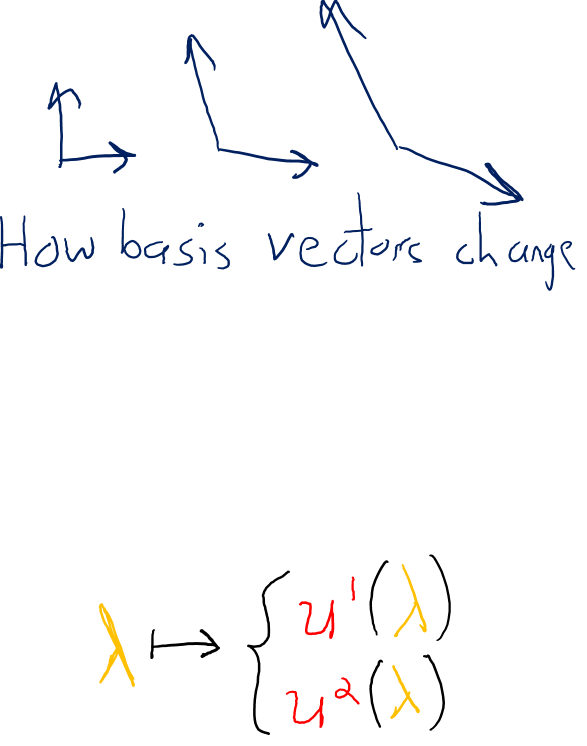 How basis vectors change
λ ↦ { u¹(λ)
u²(λ)